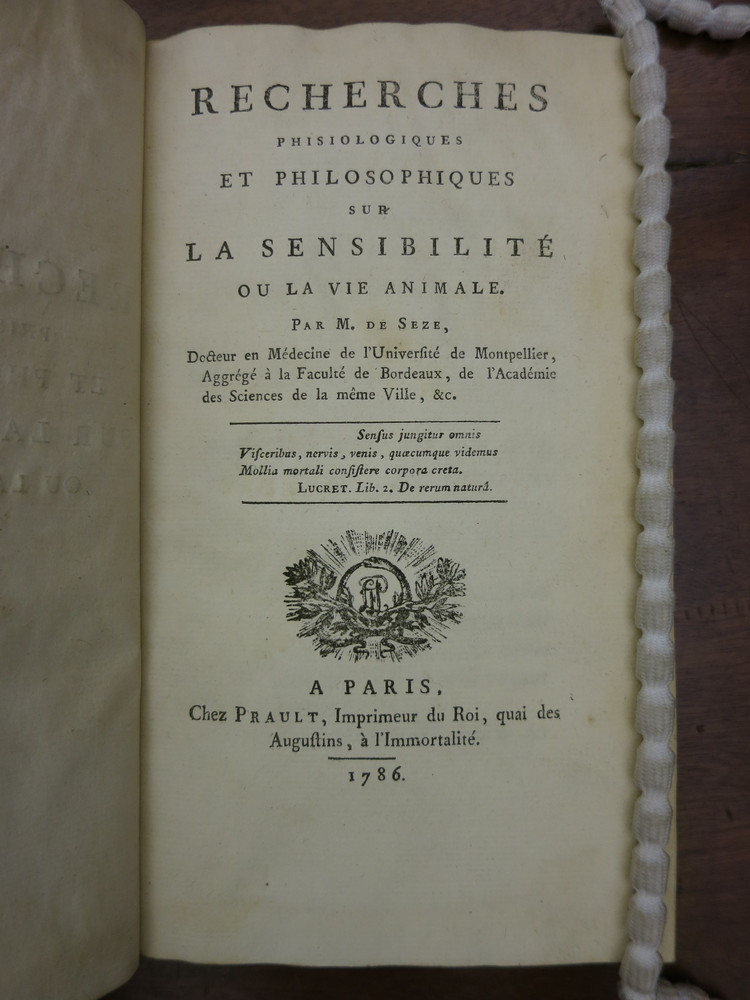 RECHERCHES
PHISIOLOGIQUES
ET PHILOSOPHIQUES
SUR
LA SENSIBILITÉ
OU LA VIE ANIMALE.
PAR M. DE SEZE,
Docteur en Médecine de l'Univerſité de Montpellier,
Aggrégé à la Faculté de Bordeaux, de l'Académie
des Sciences de la même Ville, &c.
Senſus jungitur omnis
Viſceribus, nervis, venis, quæcumque videmus
Mollia mortali conſiſtere corpora creta.
LUCRET. Lib. 2. De rerum naturâ.
A PARIS,
Chez PRAULT, Imprimeur du Roi, quai des
Auguſtins, à l'Immortalité.
1786.